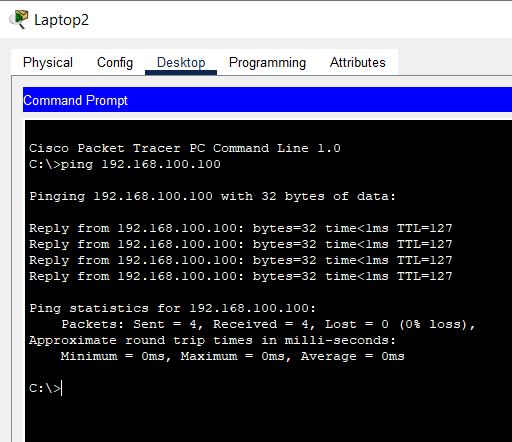 Laptop2
Physical Config Desktop Programming Attributes
Command Prompt
Cisco Packet Tracer PC Command Line 1.0
C:\>ping 192.168.100.100
Pinging 192.168.100.100 with 32 bytes of data:
Reply from 192.168.100.100: bytes=32 time<1ms TTL=127
Reply from 192.168.100.100: bytes=32 time<1ms TTL=127
Reply from 192.168.100.100: bytes=32 time<1ms TTL=127
Reply from 192.168.100.100: bytes=32 time<1ms TTL=127
Ping statistics for 192.168.100.100:
Packets: Sent = 4, Received = 4, Lost = 0 (0% loss),
Approximate round trip times in milli-seconds:
Minimum = 0ms, Maximum = 0ms, Average = 0ms
C:\>